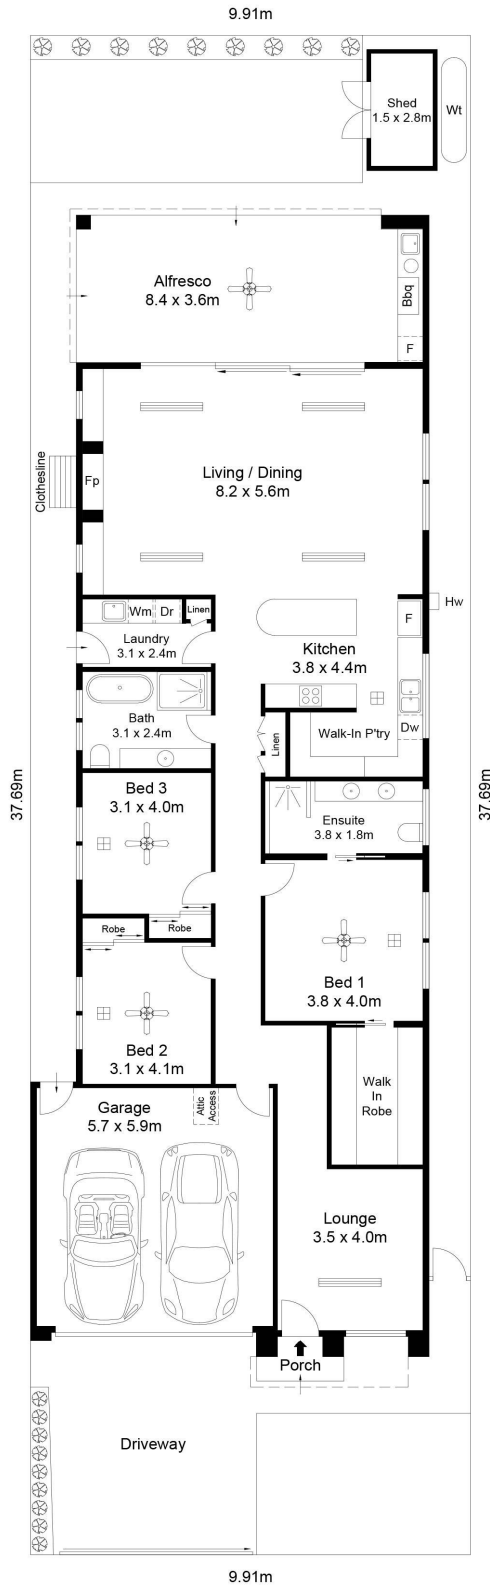 9.91m
Shed
1.5 x 2.8m
Wt
Alfresco
8.4 x 3.6m
Bbq
F
Clothesline
Fp
Living / Dining
8.2 x 5.6m
Hw
Wm
Dr
Linen
Laundry
3.1 x 2.4m
Kitchen
3.8 x 4.4m
F
Bath
3.1 x 2.4m
Linen
Walk-In P'try
Dw
37.69m
37.69m
Bed 3
3.1 x 4.0m
Ensuite
3.8 x 1.8m
Robe
Robe
Bed 1
3.8 x 4.0m
Bed 2
3.1 x 4.1m
Walk
In
Robe
Garage
5.7 x 5.9m
Attic
Access
Lounge
3.5 x 4.0m
Porch
Driveway
9.91m